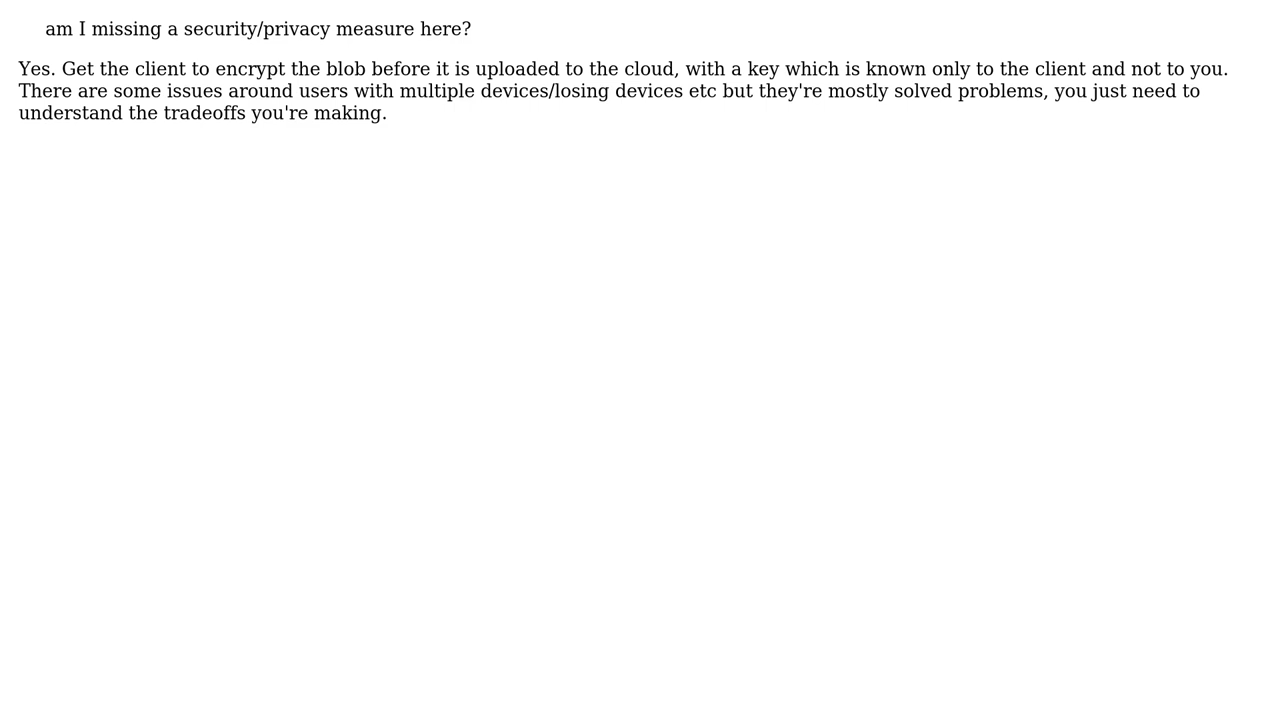 am I missing a security/privacy measure here?
Yes. Get the client to encrypt the blob before it is uploaded to the cloud, with a key which is known only to the client and not to you.
There are some issues around users with multiple devices/losing devices etc but they're mostly solved problems, you just need to
understand the tradeoffs you're making.